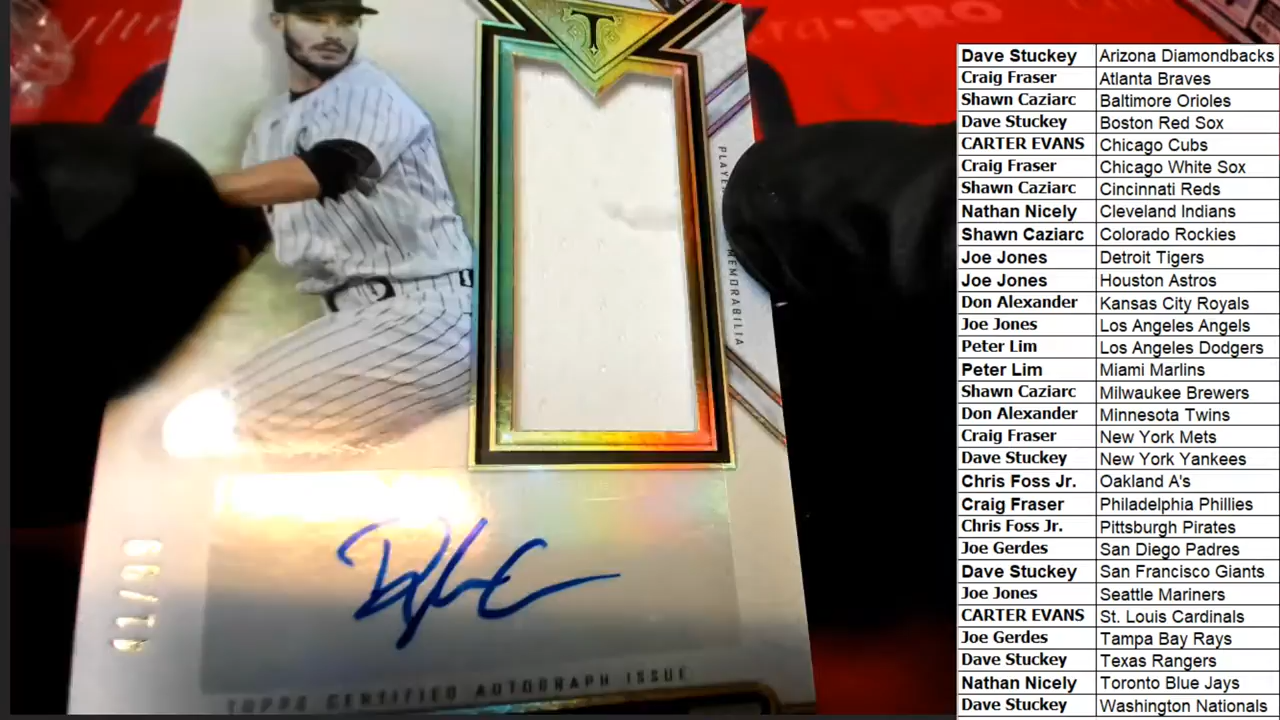 T
PLAYER
MEMORABILIA
TOPPS CERTIFIED AUTOGRAPH ISSUE
Dave Stuckey Arizona Diamondbacks
Craig Fraser Atlanta Braves
Shawn Caziarc Baltimore Orioles
Dave Stuckey Boston Red Sox
CARTER EVANS Chicago Cubs
Craig Fraser Chicago White Sox
Shawn Caziarc Cincinnati Reds
Nathan Nicely Cleveland Indians
Shawn Caziarc Colorado Rockies
Joe Jones Detroit Tigers
Joe Jones Houston Astros
Don Alexander Kansas City Royals
Joe Jones Los Angeles Angels
Peter Lim Los Angeles Dodgers
Peter Lim Miami Marlins
Shawn Caziarc Milwaukee Brewers
Don Alexander Minnesota Twins
Craig Fraser New York Mets
Dave Stuckey New York Yankees
Chris Foss Jr. Oakland A's
Craig Fraser Philadelphia Phillies
Chris Foss Jr. Pittsburgh Pirates
Joe Gerdes San Diego Padres
Dave Stuckey San Francisco Giants
Joe Jones Seattle Mariners
CARTER EVANS St. Louis Cardinals
Joe Gerdes Tampa Bay Rays
Dave Stuckey Texas Rangers
Nathan Nicely Toronto Blue Jays
Dave Stuckey Washington Nationals